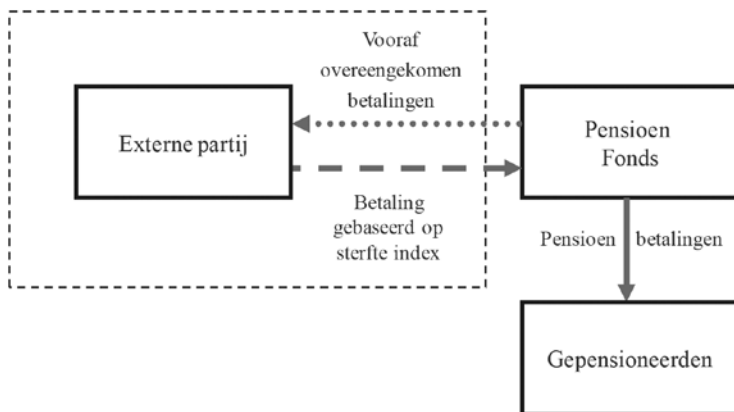 Vooraf
overeengekomen
betalingen
Externe partij
Pensioen
Fonds
Betaling
gebaseerd op
sterfte index
Pensioen betalingen
Gepensioneerden